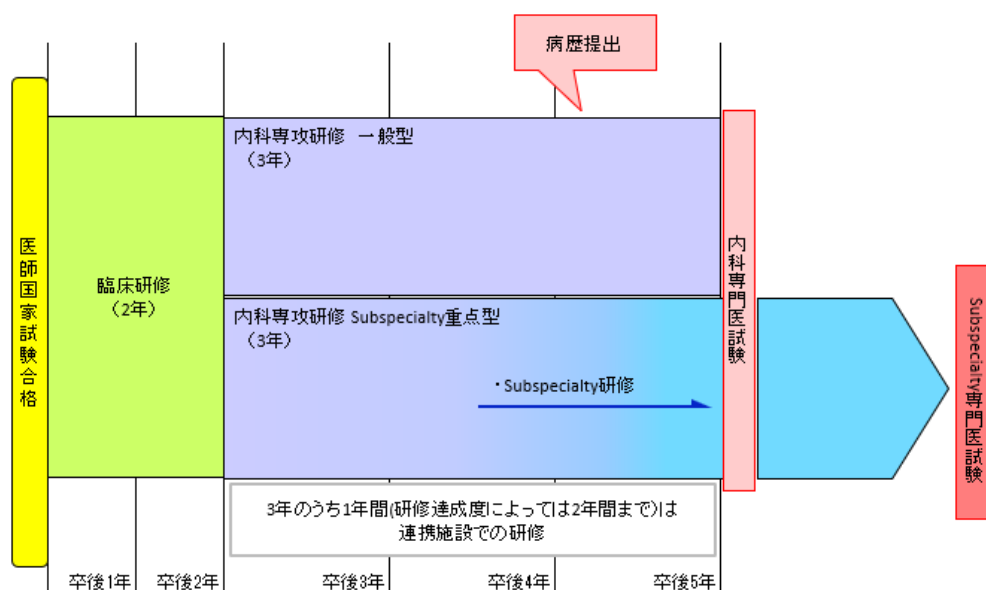 病歴提出
医師国家試験合格
臨床研修
（2年）
内科専攻研修　一般型
（3年）
内科専攻研修 Subspecialty重点型
（3年）
・Subspecialty研修
内科専門医試験
Subspecialty専門医試験
3年のうち1年間(研修達成度によっては2年間まで)は
連携施設での研修
卒後1年
卒後2年
卒後3年
卒後4年
卒後5年